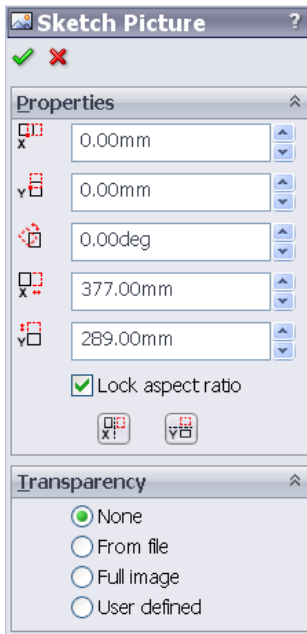 Sketch Picture ?
Properties
0.00mm
0.00mm
0.00deg
377.00mm
289.00mm
Lock aspect ratio
Transparency
None
From file
Full image
User defined